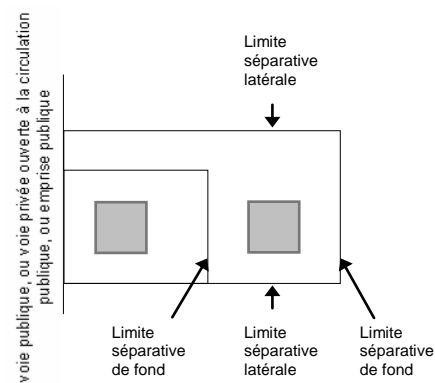 voie publique, ou voie privée ouverte à la circulation
publique, ou emprise publique
Limite
séparative
latérale
Limite
séparative
de fond
Limite
séparative
latérale
Limite
séparative
de fond